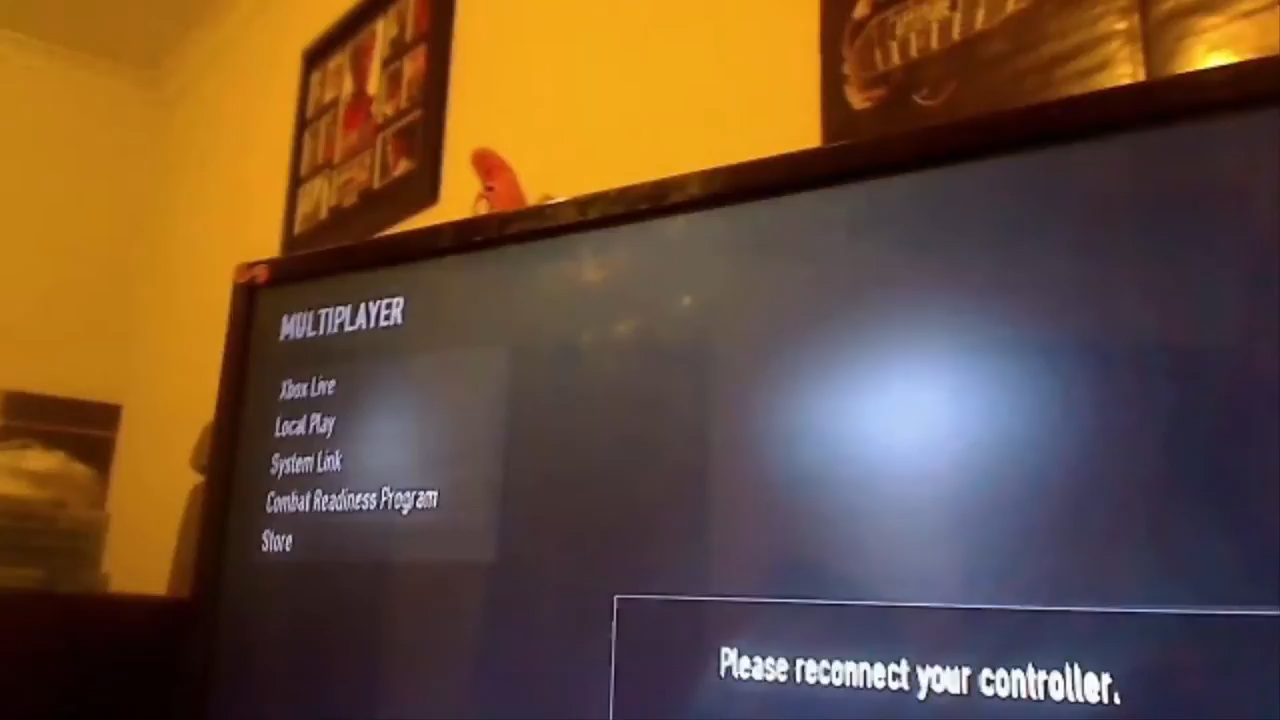 MULTIPLAYER
Xbox Live
Local Play
System Link
Combat Readiness Program
Store
Please reconnect your controller.